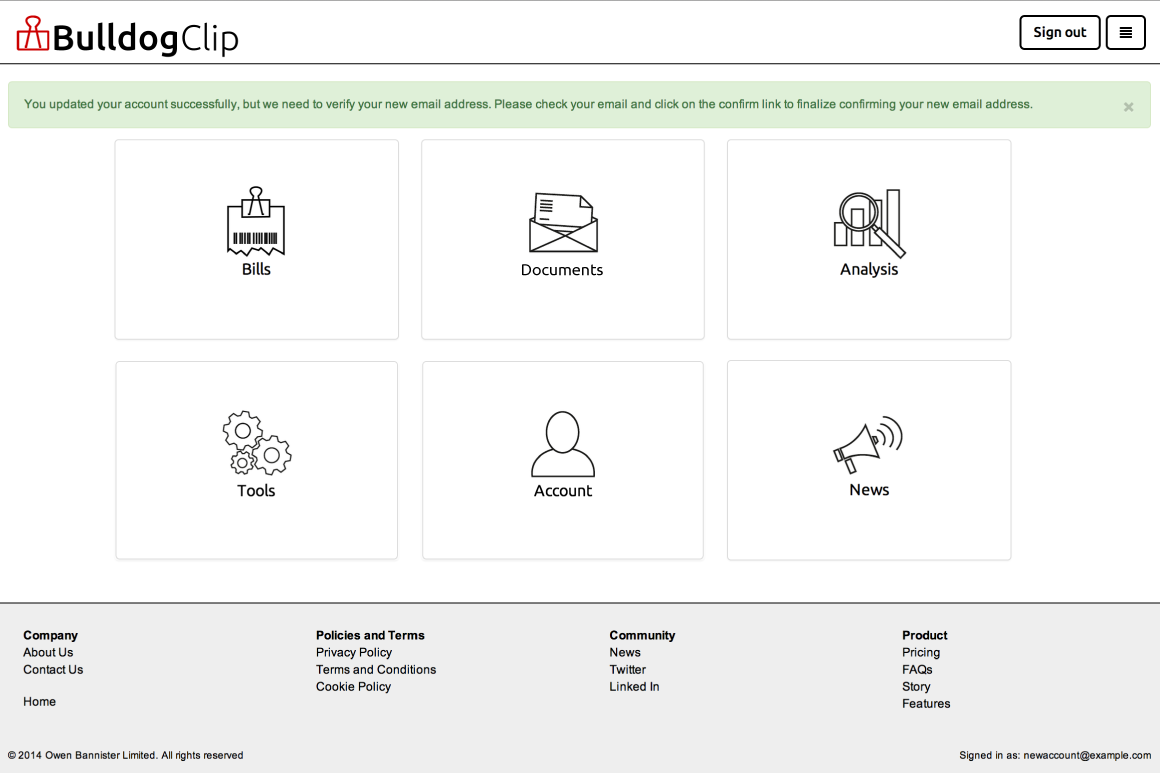 BulldogClip
Sign out
You updated your account successfully, but we need to verify your new email address. Please check your email and click on the confirm link to finalize confirming your new email address.
×
Bills
Documents
Analysis
Tools
Account
News
Company
About Us
Contact Us
Home
Policies and Terms
Privacy Policy
Terms and Conditions
Cookie Policy
Community
News
Twitter
Linked In
Product
Pricing
FAQs
Story
Features
© 2014 Owen Bannister Limited. All rights reserved
Signed in as: newaccount@example.com